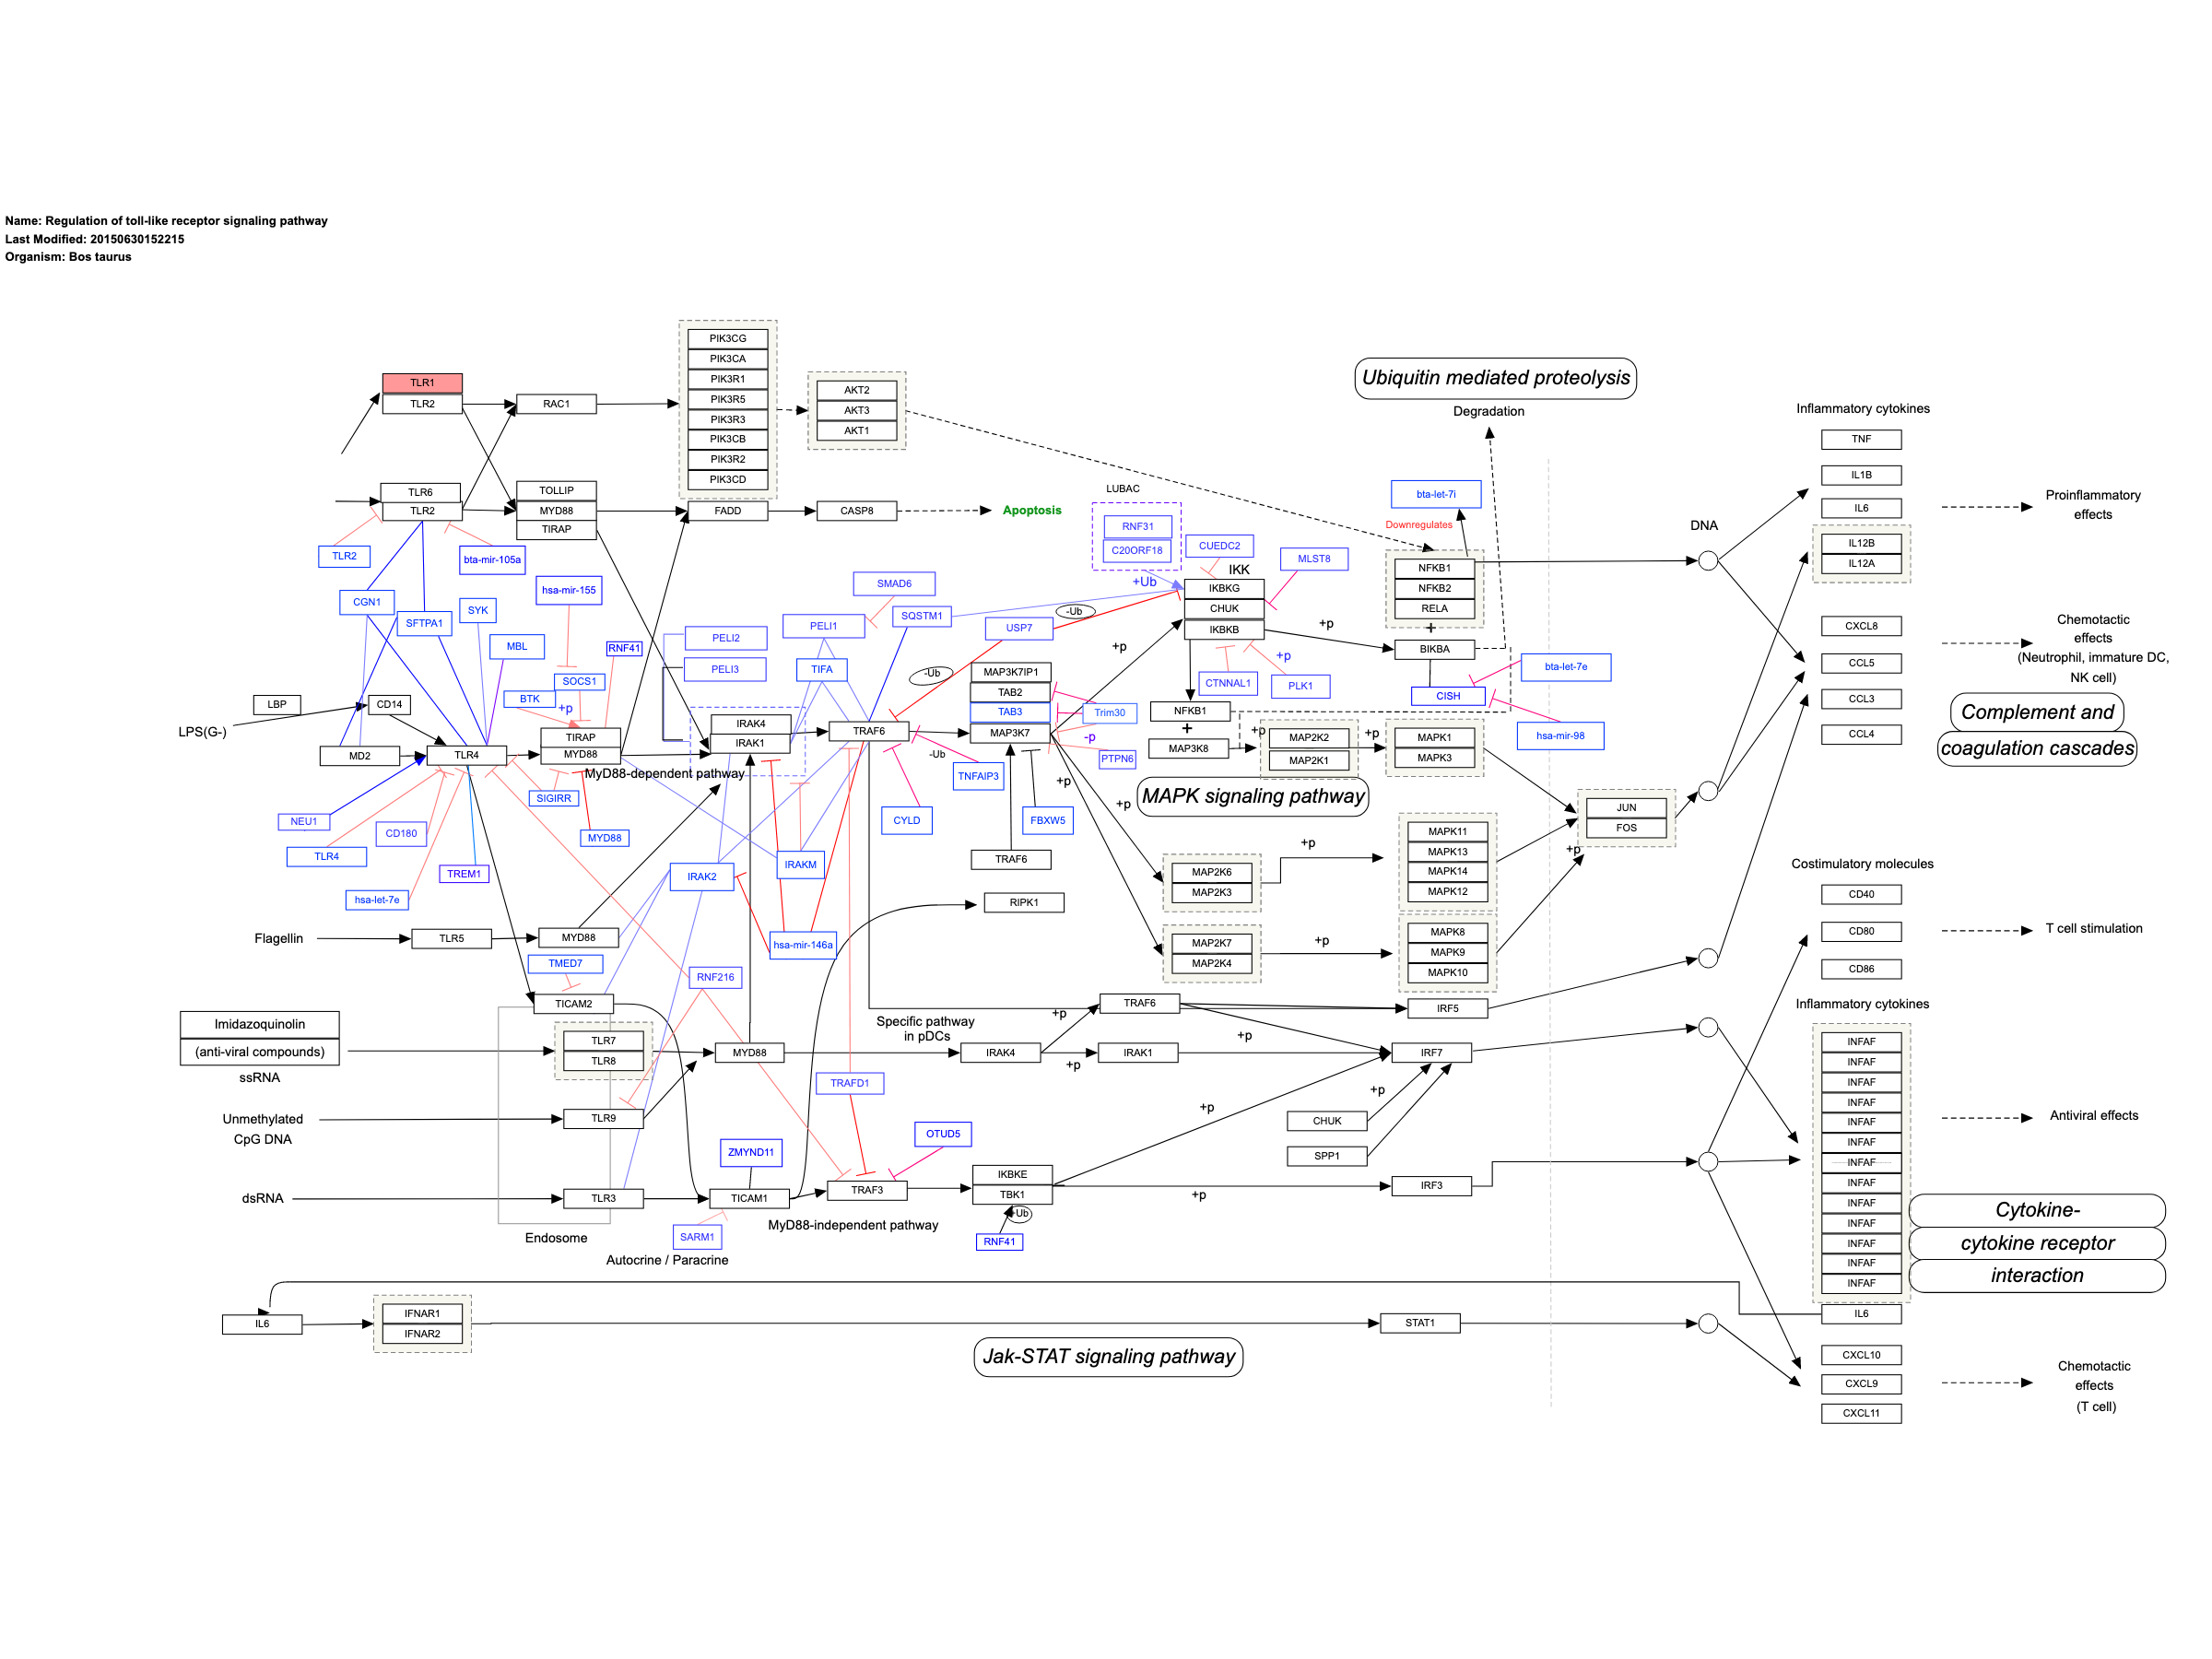 Name: Regulation of toll-like receptor signaling pathway
Last Modified: 20150630152215
Organism: Bos taurus
PIK3CG
PIK3CA
PIK3R1
PIK3R5
PIK3R3
PIK3CB
PIK3R2
PIK3CD
TLR1
TLR2
RAC1
AKT2
AKT3
AKT1
Ubiquitin mediated proteolysis
Degradation
TLR6
TLR2
TOLLIP
MYD88
TIRAP
FADD
CASP8
Apoptosis
LUBAC
RNF31
C20ORF18
+Ub
CUEDC2
IKK
MLST8
IKBKG
CHUK
IKBKB
bta-let-7i
Downregulates
NFKB1
NFKB2
RELA
+
BIKBA
DNA
TLR2
bta-mir-105a
hsa-mir-155
CGN1
SFTPA1
SYK
MBL
RNF41
SOCS1
BTK
+p
PELI2
PELI3
PELI1
TIFA
SMAD6
SQSTM1
USP7
-Ub
-Ub
+p
+p
CTNNAL1
+p
PLK1
bta-let-7e
CISH
hsa-mir-98
LBP
CD14
LPS(G-)
MD2
TLR4
TIRAP
MYD88
MyD88-dependent pathway
IRAK4
IRAK1
TRAF6
-Ub
MAP3K7IP1
TAB2
TAB3
MAP3K7
Trim30
-p
PTPN6
NFKB1
+
MAP3K8
+p
MAP2K2
MAP2K1
+p
MAPK1
MAPK3
MAPK signaling pathway
NEU1
TLR4
CD180
hsa-let-7e
TREM1
SIGIRR
MYD88
IRAK2
IRAKM
CYLD
TNFAIP3
FBXW5
TRAF6
RIPK1
+p
+p
MAP2K6
MAP2K3
+p
MAPK11
MAPK13
MAPK14
MAPK12
JUN
FOS
+p
MAP2K7
MAP2K4
+p
MAPK8
MAPK9
MAPK10
Flagellin
TLR5
MYD88
hsa-mir-146a
TMED7
RNF216
TICAM2
Imidazoquinolin
(anti-viral compounds)
ssRNA
TLR7
TLR8
MYD88
Specific pathway
in pDCs
IRAK4
+p
+p
TRAF6
IRAK1
+p
IRF5
IRF7
Unmethylated
CpG DNA
TLR9
TRAFD1
OTUD5
+p
+p
CHUK
SPP1
dsRNA
TLR3
ZMYND11
TICAM1
SARM1
TRAF3
MyD88-independent pathway
IKBKE
TBK1
+Ub
RNF41
+p
IRF3
Endosome
Autocrine / Paracrine
IL6
IFNAR1
IFNAR2
STAT1
Jak-STAT signaling pathway
Inflammatory cytokines
TNF
IL1B
IL6
IL12B
IL12A
Proinflammatory
effects
CXCL8
CCL5
CCL3
CCL4
Chemotactic
effects
(Neutrophil, immature DC,
NK cell)
Complement and
coagulation cascades
Costimulatory molecules
CD40
CD80
CD86
T cell stimulation
Inflammatory cytokines
INFAF
INFAF
INFAF
INFAF
INFAF
INFAF
INFAF
INFAF
INFAF
INFAF
INFAF
INFAF
INFAF
IL6
Antiviral effects
Cytokine-
cytokine receptor
interaction
CXCL10
CXCL9
CXCL11
Chemotactic
effects
(T cell)